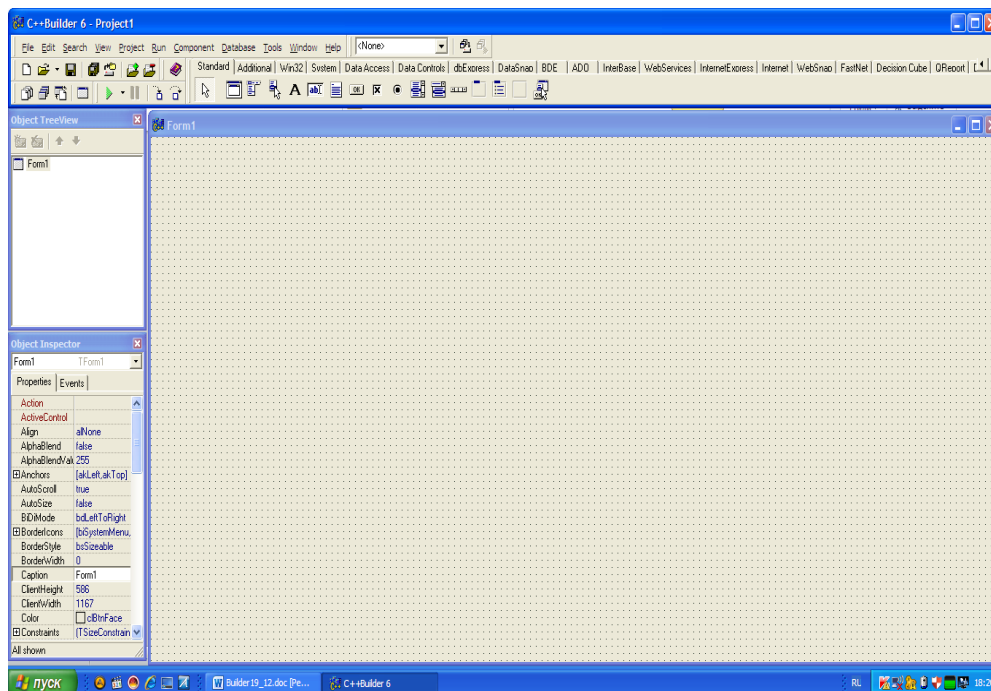 C++Builder 6 - Project1
File Edit Search View Project Run Component Database Tools Window Help <None>
Standard Additional Win32 System Data Access Data Controls dbExpress DataSnap BDE ADO InterBase WebServices InternetExpress Internet WebSnap FastNet Decision Cube QReport
Object TreeView
Form1
Form1
Object Inspector
Form1 TForm1
Properties Events
Action
ActiveControl
Align alNone
AlphaBlend false
AlphaBlendVal 255
Anchors [akLeft,akTop]
AutoScroll true
AutoSize false
BiDiMode bdLeftToRight
BorderIcons [biSystemMenu,
BorderStyle bsSizeable
BorderWidth 0
Caption Form1
ClientHeight 586
ClientWidth 1167
Color clBtnFace
Constraints (TSizeConstrain
All shown
пуск Builder19_12.doc [Ре... C++Builder 6 RL